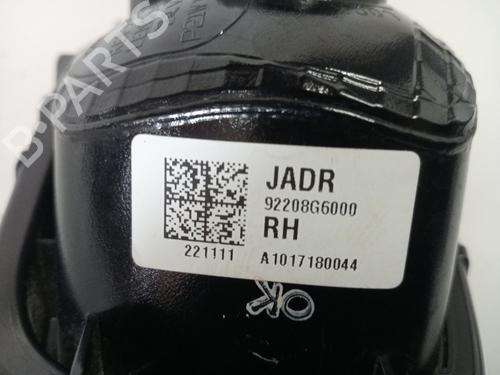 B-PARTS
JADR
92208G6000
RH
221111 A1017180044
OK